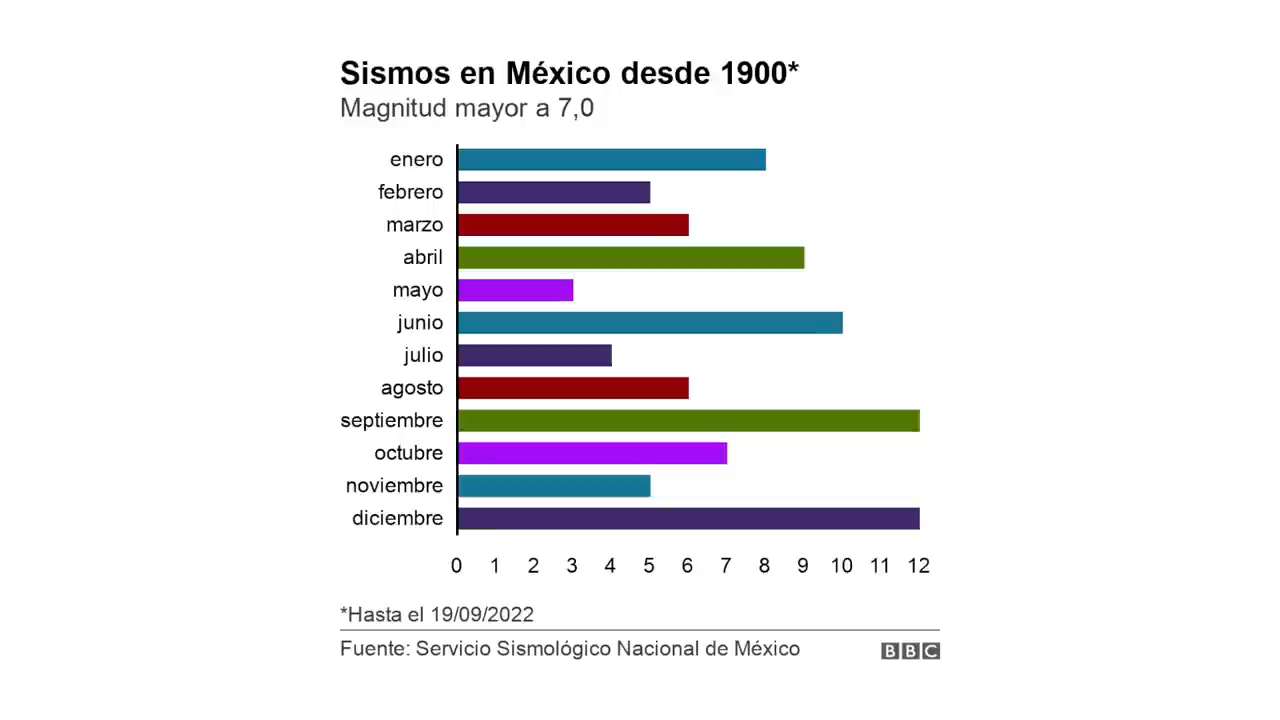 Sismos en México desde 1900*
Magnitud mayor a 7,0
enero
febrero
marzo
abril
mayo
junio
julio
agosto
septiembre
octubre
noviembre
diciembre
0 1 2 3 4 5 6 7 8 9 10 11 12
*Hasta el 19/09/2022
Fuente: Servicio Sismológico Nacional de México
BBC